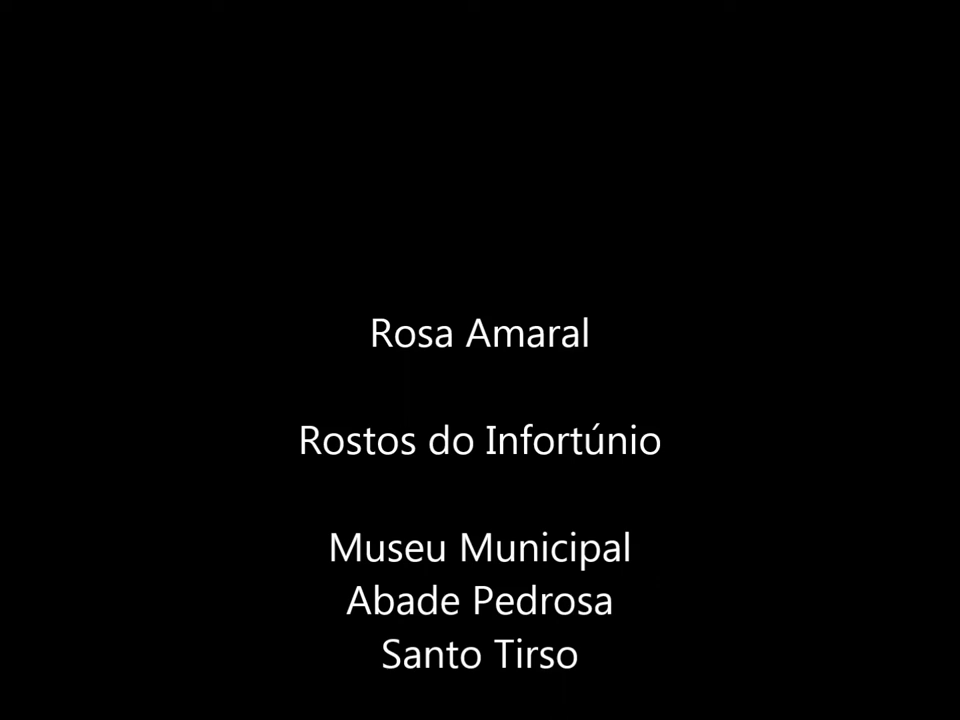 Rosa Amaral
Rostos do Infortúnio
Museu Municipal
Abade Pedrosa
Santo Tirso